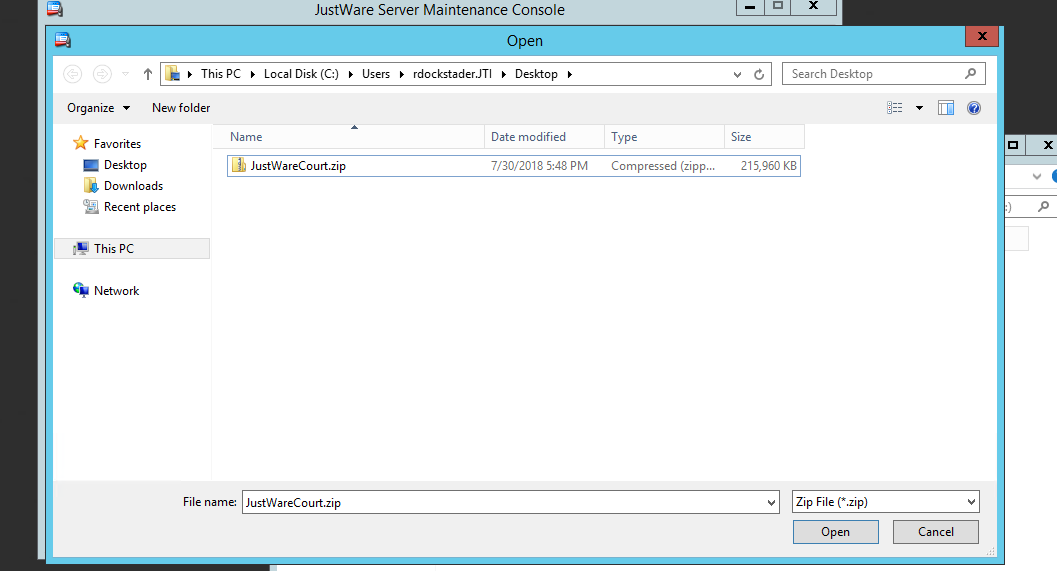 JustWare Server Maintenance Console
Open
This PC Local Disk (C:) Users rdockstader.JTI Desktop
Search Desktop
Organize New folder
Name Date modified Type Size
JustWareCourt.zip 7/30/2018 5:48 PM Compressed (zipp... 215,960 KB
Favorites
Desktop
Downloads
Recent places
This PC
Network
:)
File name: JustWareCourt.zip Zip File (*.zip)
Open Cancel